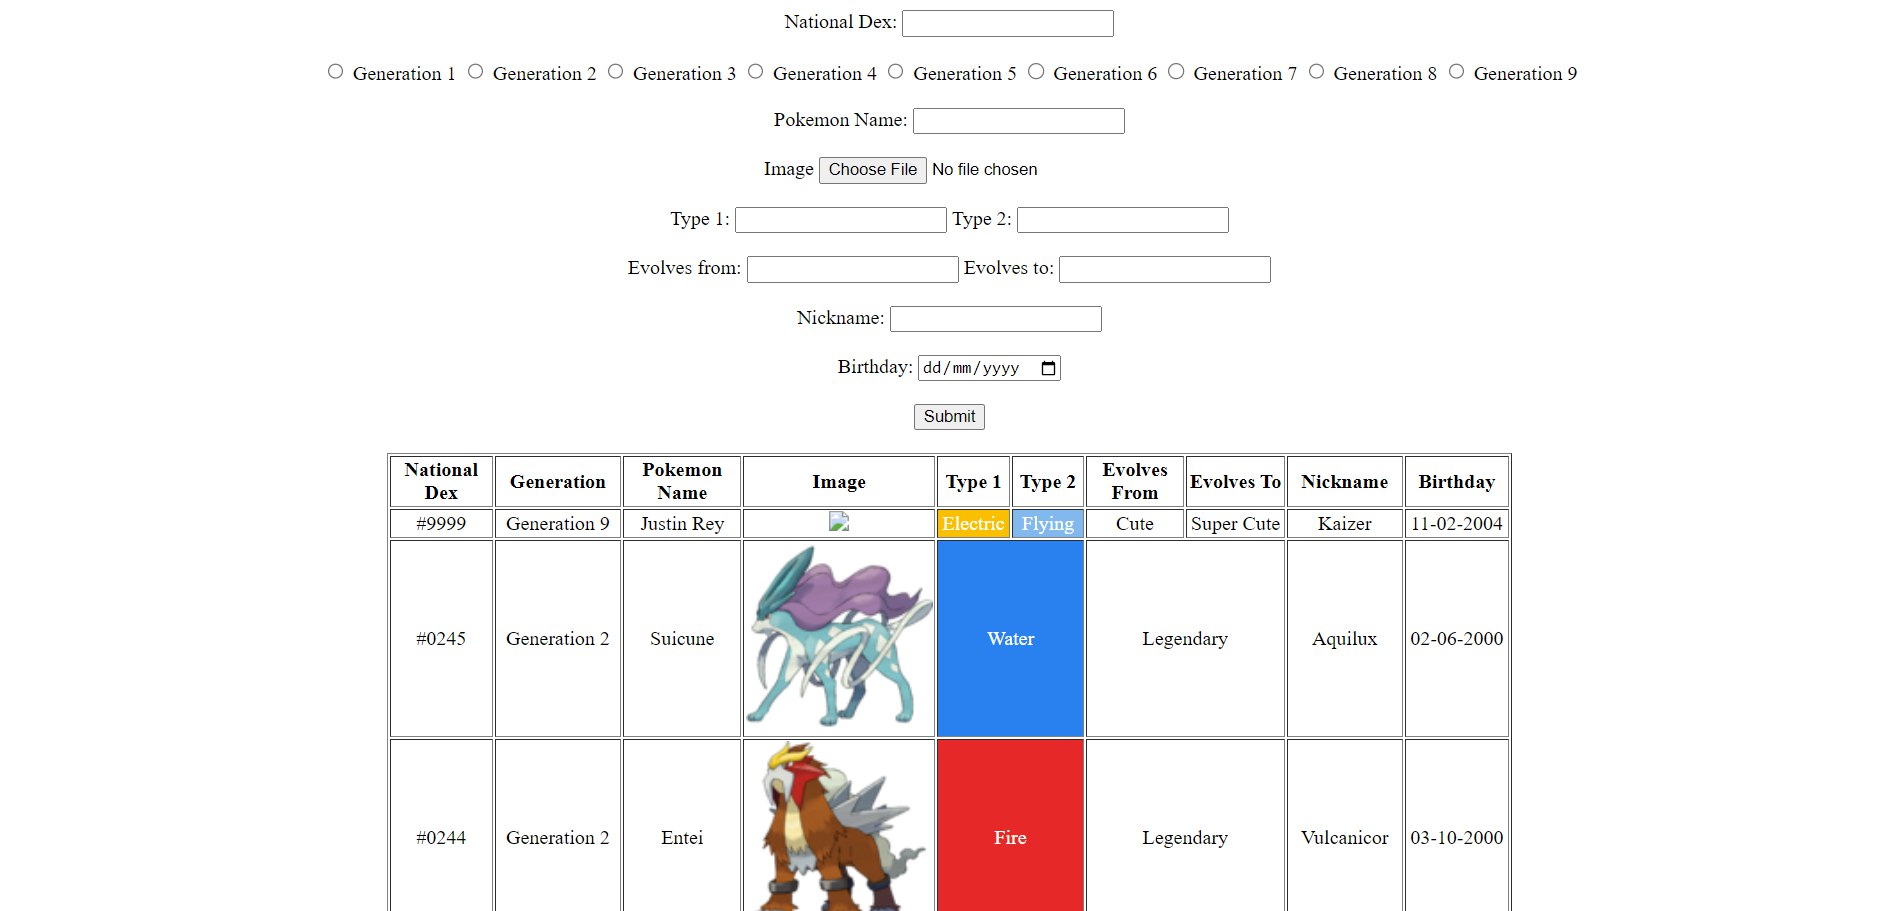 National Dex:
Generation 1 Generation 2 Generation 3 Generation 4 Generation 5 Generation 6 Generation 7 Generation 8 Generation 9
Pokemon Name:
Image Choose File No file chosen
Type 1: Type 2:
Evolves from: Evolves to:
Nickname:
Birthday: dd/mm/yyyy
Submit
National Dex Generation Pokemon Name Image Type 1 Type 2 Evolves From Evolves To Nickname Birthday
#9999 Generation 9 Justin Rey Electric Flying Cute Super Cute Kaizer 11-02-2004
#0245 Generation 2 Suicune Water Legendary Aquilux 02-06-2000
#0244 Generation 2 Entei Fire Legendary Vulcanicor 03-10-2000